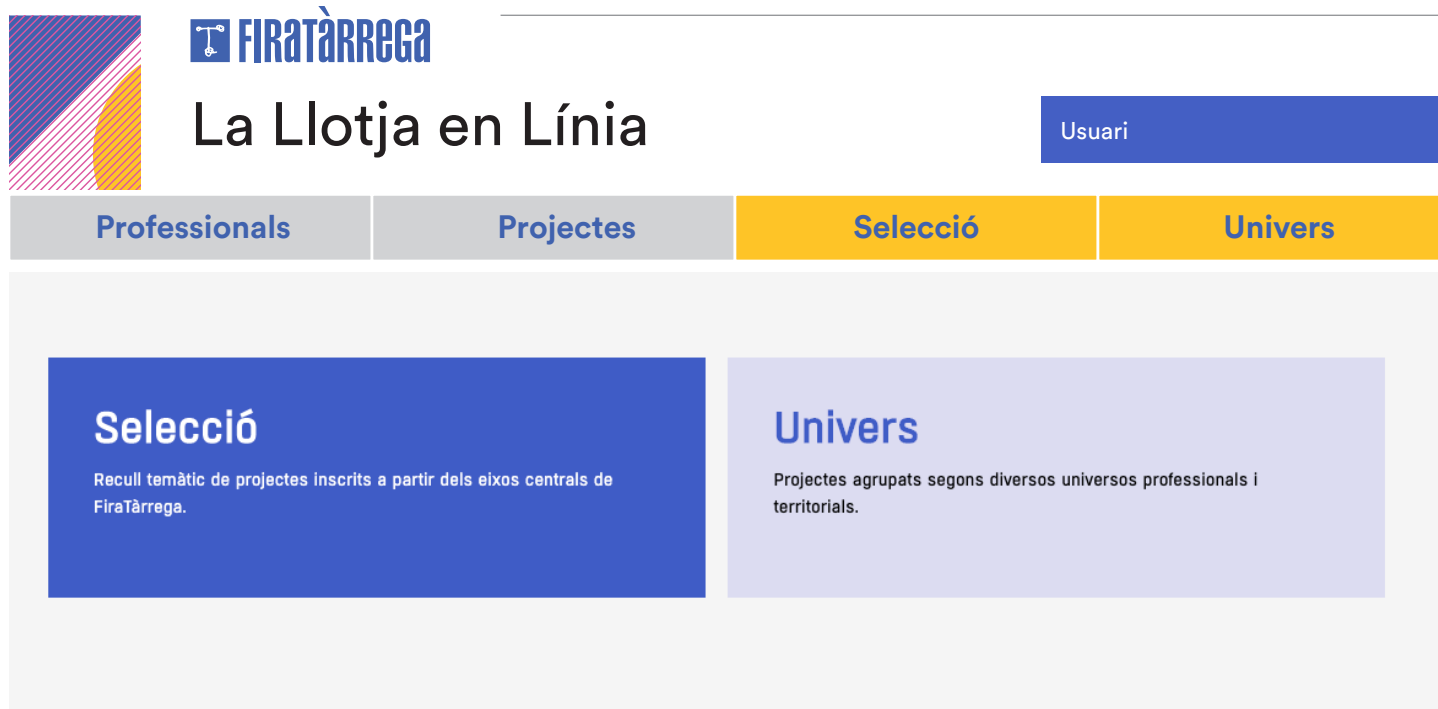 FIRATÀRREGA
La Llotja en Línia
Usuari
Professionals
Projectes
Selecció
Univers
Selecció
Recull temàtic de projectes inscrits a partir dels eixos centrals de
FiraTàrrega.
Univers
Projectes agrupats segons diversos universos professionals i
territorials.